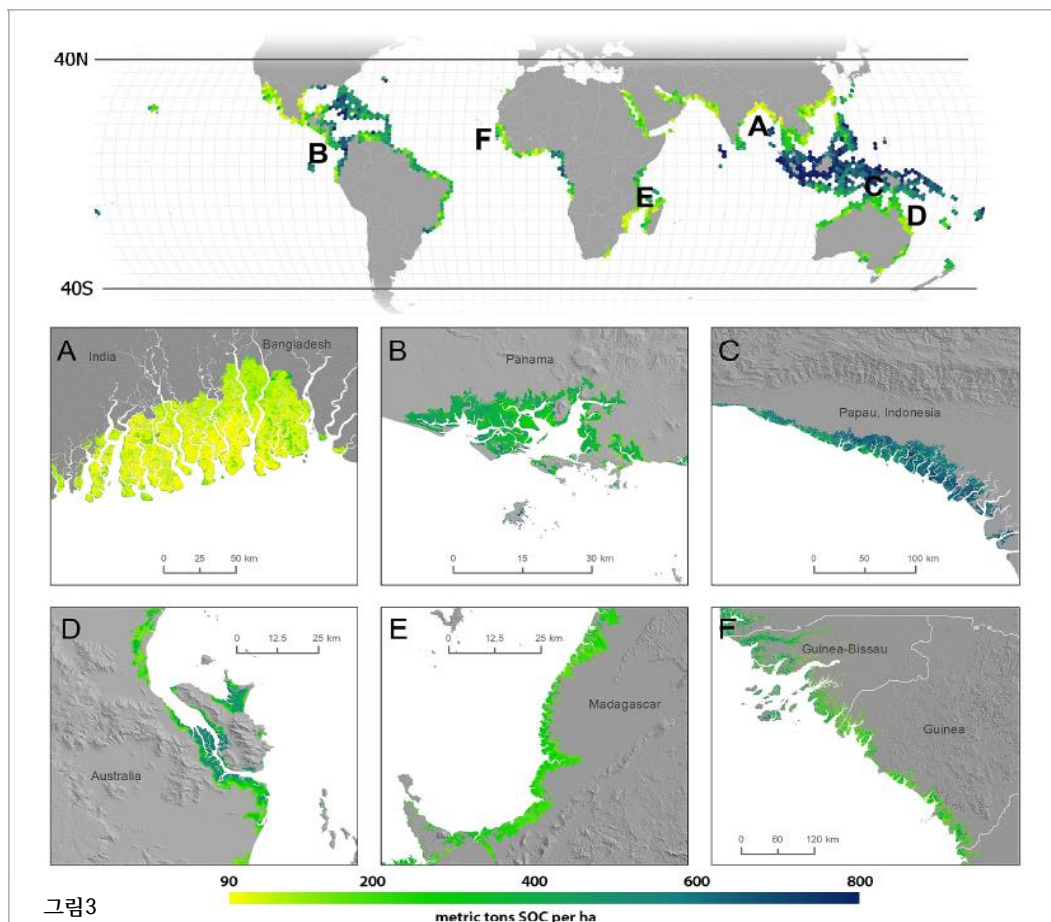 40N
A
F
B
E
C
D
40S
A
India
Bangladesh
0 25 50 km
B
Panama
0 15 30 km
C
Papau, Indonesia
0 50 100 km
D
0 12.5 25 km
Australia
E
0 12.5 25 km
Madagascar
F
Guinea-Bissau
Guinea
0 60 120 km
90 200 400 600 800
metric tons SOC per ha
그림3